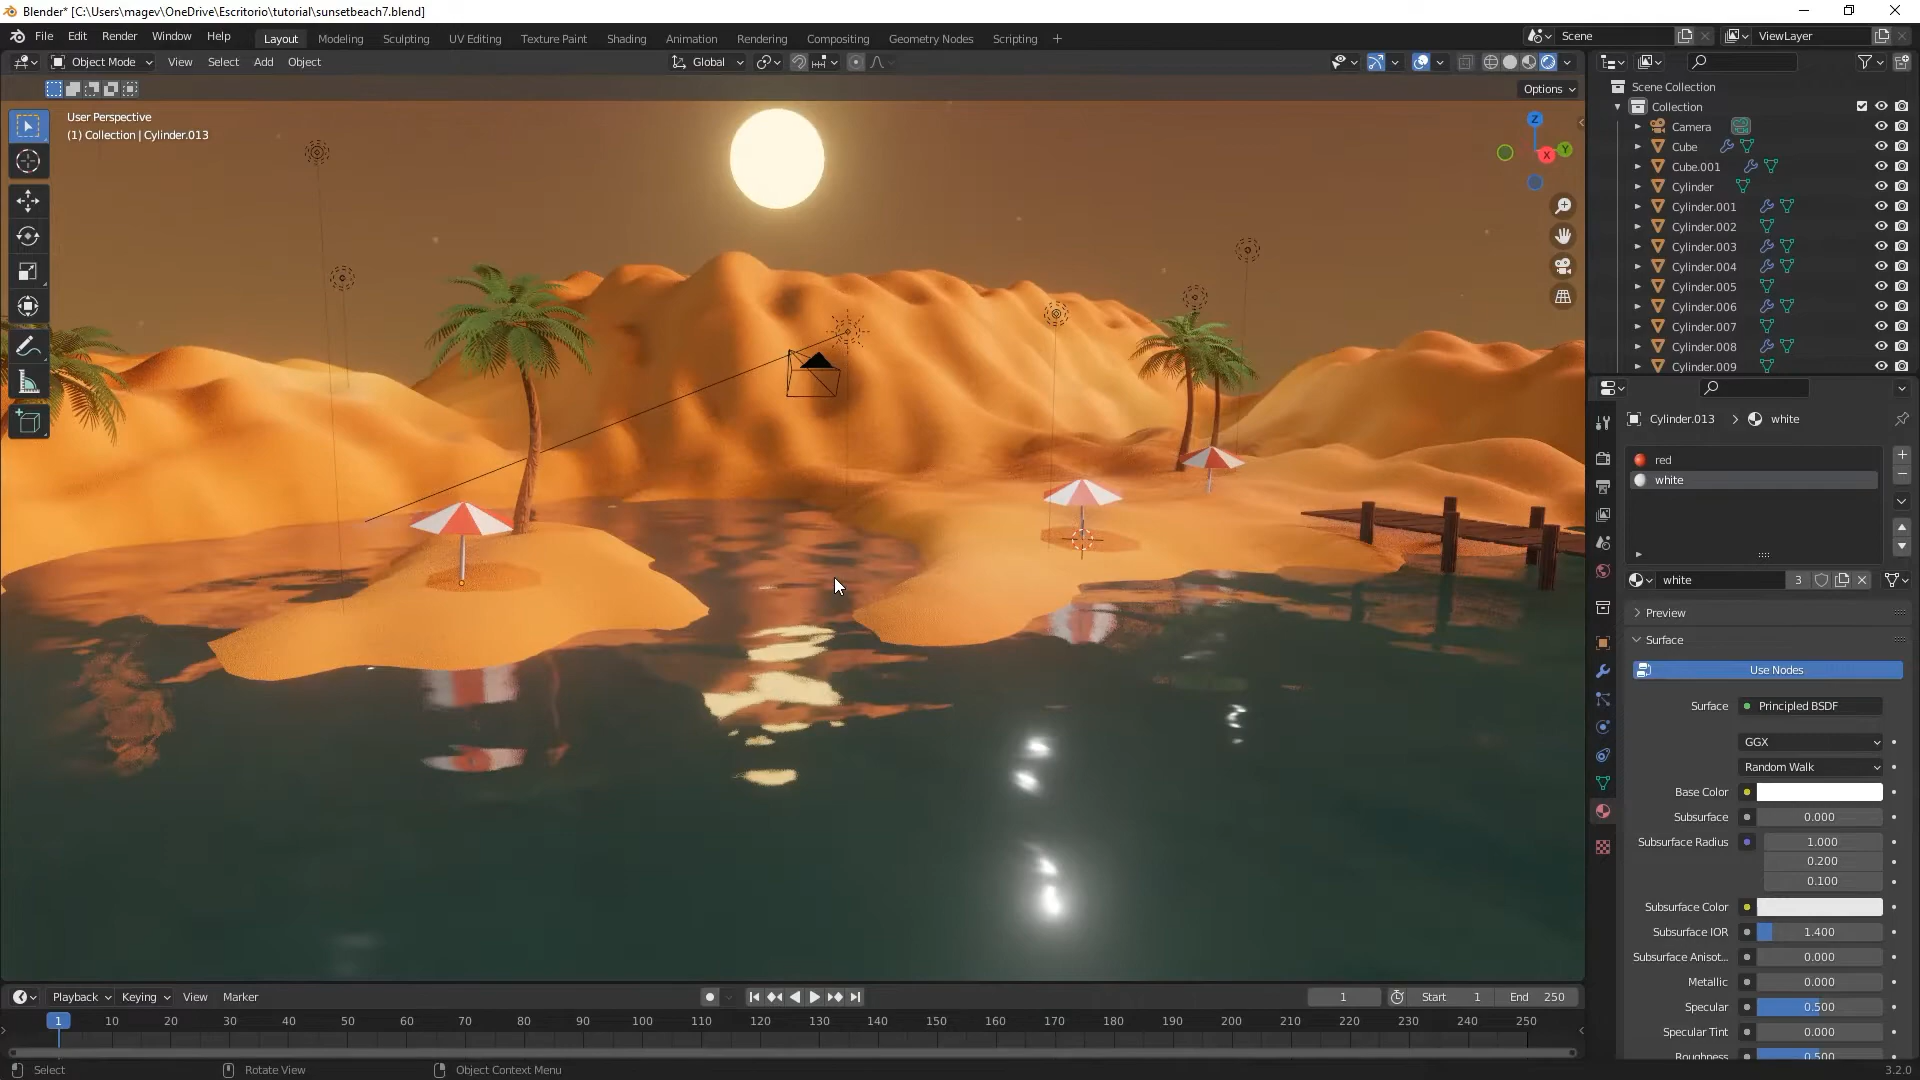 Blender* [C:\Users\magev\OneDrive\Escritorio\tutorial\sunsetbeach7.blend]
File Edit Render Window Help Layout Modeling Sculpting UV Editing Texture Paint Shading Animation Rendering Compositing Geometry Nodes Scripting + Scene ViewLayer
Object Mode View Select Add Object Global
Options
User Perspective
(1) Collection | Cylinder.013
Z
X
Y
Scene Collection
Collection
Camera
Cube
Cube.001
Cylinder
Cylinder.001
Cylinder.002
Cylinder.003
Cylinder.004
Cylinder.005
Cylinder.006
Cylinder.007
Cylinder.008
Cylinder.009
Cylinder.013 > white
red
white
white 3
Preview
Surface
Use Nodes
Surface Principled BSDF
GGX
Random Walk
Base Color
Subsurface 0.000
Subsurface Radius 1.000
0.200
0.100
Subsurface Color
Subsurface IOR 1.400
Subsurface Anisot... 0.000
Metallic 0.000
Specular 0.500
Specular Tint 0.000
Roughness 0.500
Playback Keying View Marker 1 Start 1 End 250
1 10 20 30 40 50 60 70 80 90 100 110 120 130 140 150 160 170 180 190 200 210 220 230 240 250
Select Rotate View Object Context Menu 3.2.0